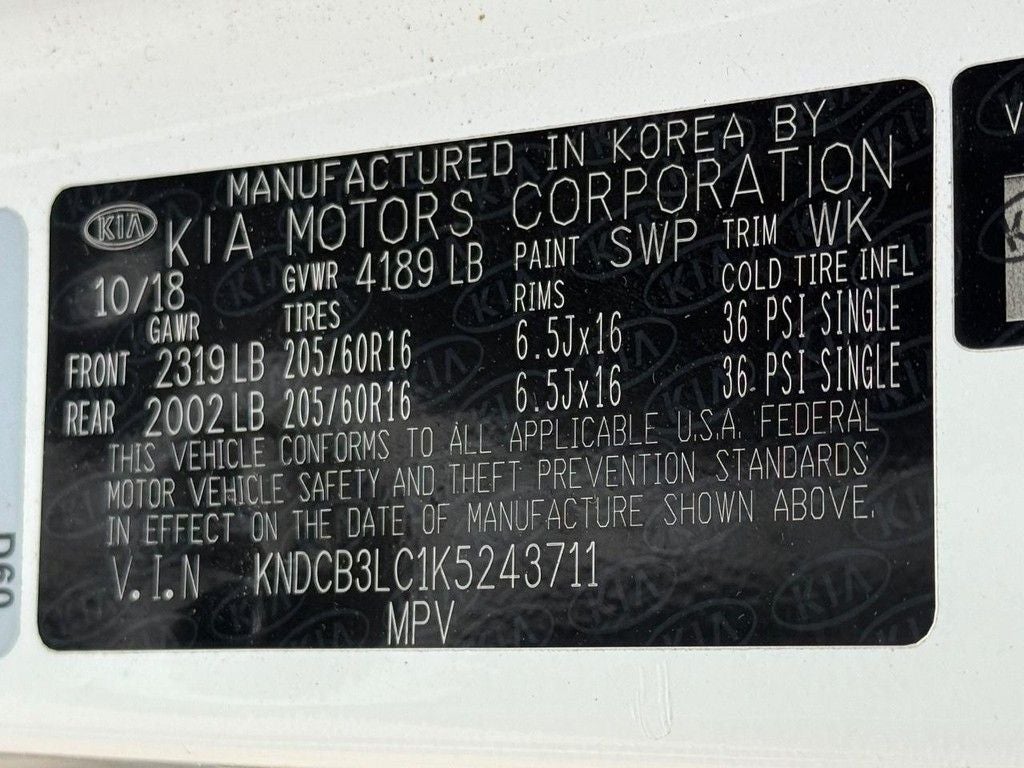 MANUFACTURED IN KOREA BY
KIA KIA MOTORS CORPORATION
10/18 GVWR 4189 LB PAINT SWP TRIM WK
GAWR TIRES RIMS COLD TIRE INFL
FRONT 2319 LB 205/60R16 6.5Jx16 36 PSI SINGLE
REAR 2002 LB 205/60R16 6.5Jx16 36 PSI SINGLE
THIS VEHICLE CONFORMS TO ALL APPLICABLE U.S.A. FEDERAL
MOTOR VEHICLE SAFETY AND THEFT PREVENTION STANDARDS
IN EFFECT ON THE DATE OF MANUFACTURE SHOWN ABOVE.
V.I.N KNDCB3LC1K5243711
MPV
D60
V